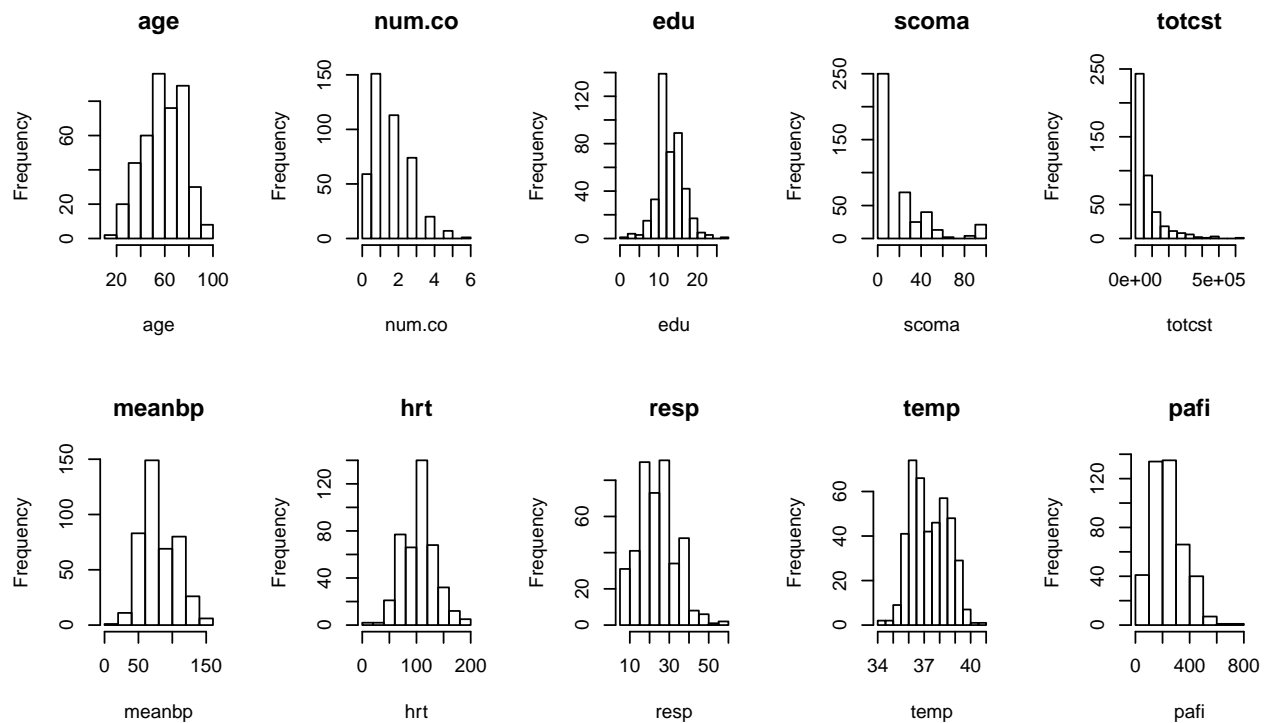 age num.co edu scoma totcst
Frequency Frequency Frequency Frequency Frequency
0 20 60
0 50 100 150
0 40 80 120
0 50 150 250
0 50 150 250
20 60 100
0 2 4 6
0 10 20
0 40 80
0e+00 5e+05
age num.co edu scoma totcst
meanbp hrt resp temp pafi
Frequency Frequency Frequency Frequency Frequency
0 50 100 150
0 40 80 120
0 20 60
0 20 40 60
0 40 80 120
0 50 150
0 100 200
10 30 50
34 37 40
0 400 800
meanbp hrt resp temp pafi